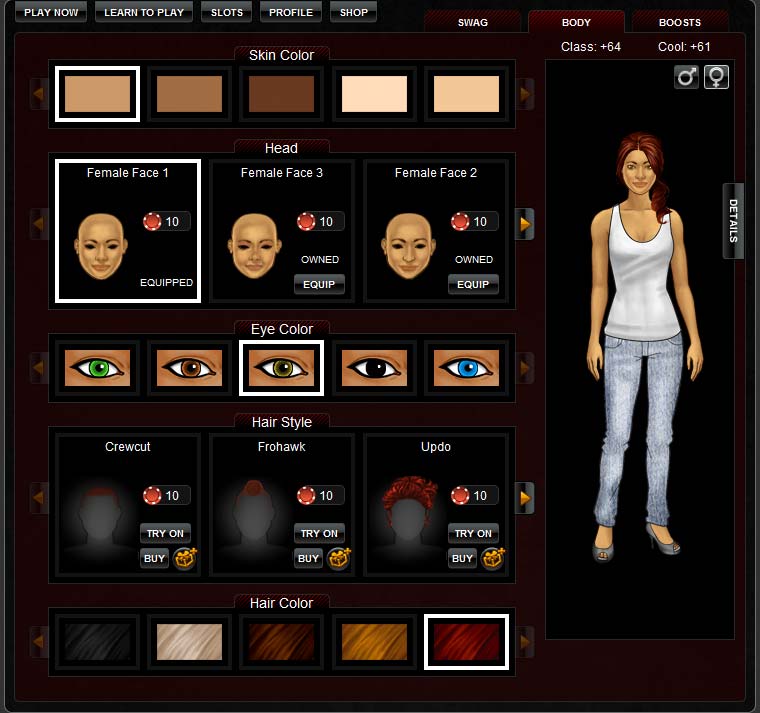 PLAY NOW
LEARN TO PLAY
SLOTS
PROFILE
SHOP
SWAG
BODY
BOOSTS
Class: +64
Cool: +61
Skin Color
Head
Female Face 1
Female Face 3
Female Face 2
10
10
10
OWNED
OWNED
EQUIPPED
EQUIP
EQUIP
DETAILS
Eye Color
Hair Style
Crewcut
Frohawk
Updo
10
10
10
TRY ON
TRY ON
TRY ON
BUY
BUY
BUY
Hair Color